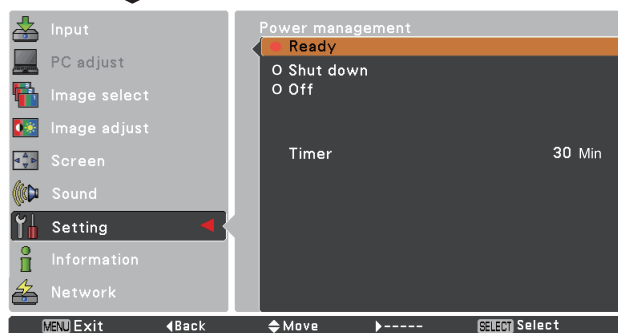 Input
PC adjust
Image select
Image adjust
Screen
Sound
Setting
Information
Network
Power management
Ready
Shut down
Off
Timer 30 Min
MENU Exit Back Move ----- SELECT Select